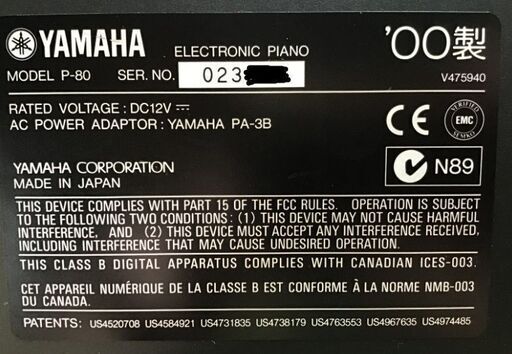 YAMAHA ELECTRONIC PIANO '00製
MODEL P-80 SER. NO. 023 V475940
RATED VOLTAGE : DC12V ⎓
AC POWER ADAPTOR : YAMAHA PA-3B
CE VERIFIED EMC SEMKO
YAMAHA CORPORATION
MADE IN JAPAN
N89
THIS DEVICE COMPLIES WITH PART 15 OF THE FCC RULES. OPERATION IS SUBJECT
TO THE FOLLOWING TWO CONDITIONS : (1) THIS DEVICE MAY NOT CAUSE HARMFUL
INTERFERENCE, AND (2) THIS DEVICE MUST ACCEPT ANY INTERFERENCE RECEIVED,
INCLUDING INTERFERENCE THAT MAY CAUSE UNDESIRED OPERATION.
THIS CLASS B DIGITAL APPARATUS COMPLIES WITH CANADIAN ICES-003.
CET APPAREIL NUMÉRIQUE DE LA CLASSE B EST CONFORME À LA NORME NMB-003
DU CANADA.
PATENTS: US4520708 US4584921 US4731835 US4738179 US4763553 US4967635 US4974485